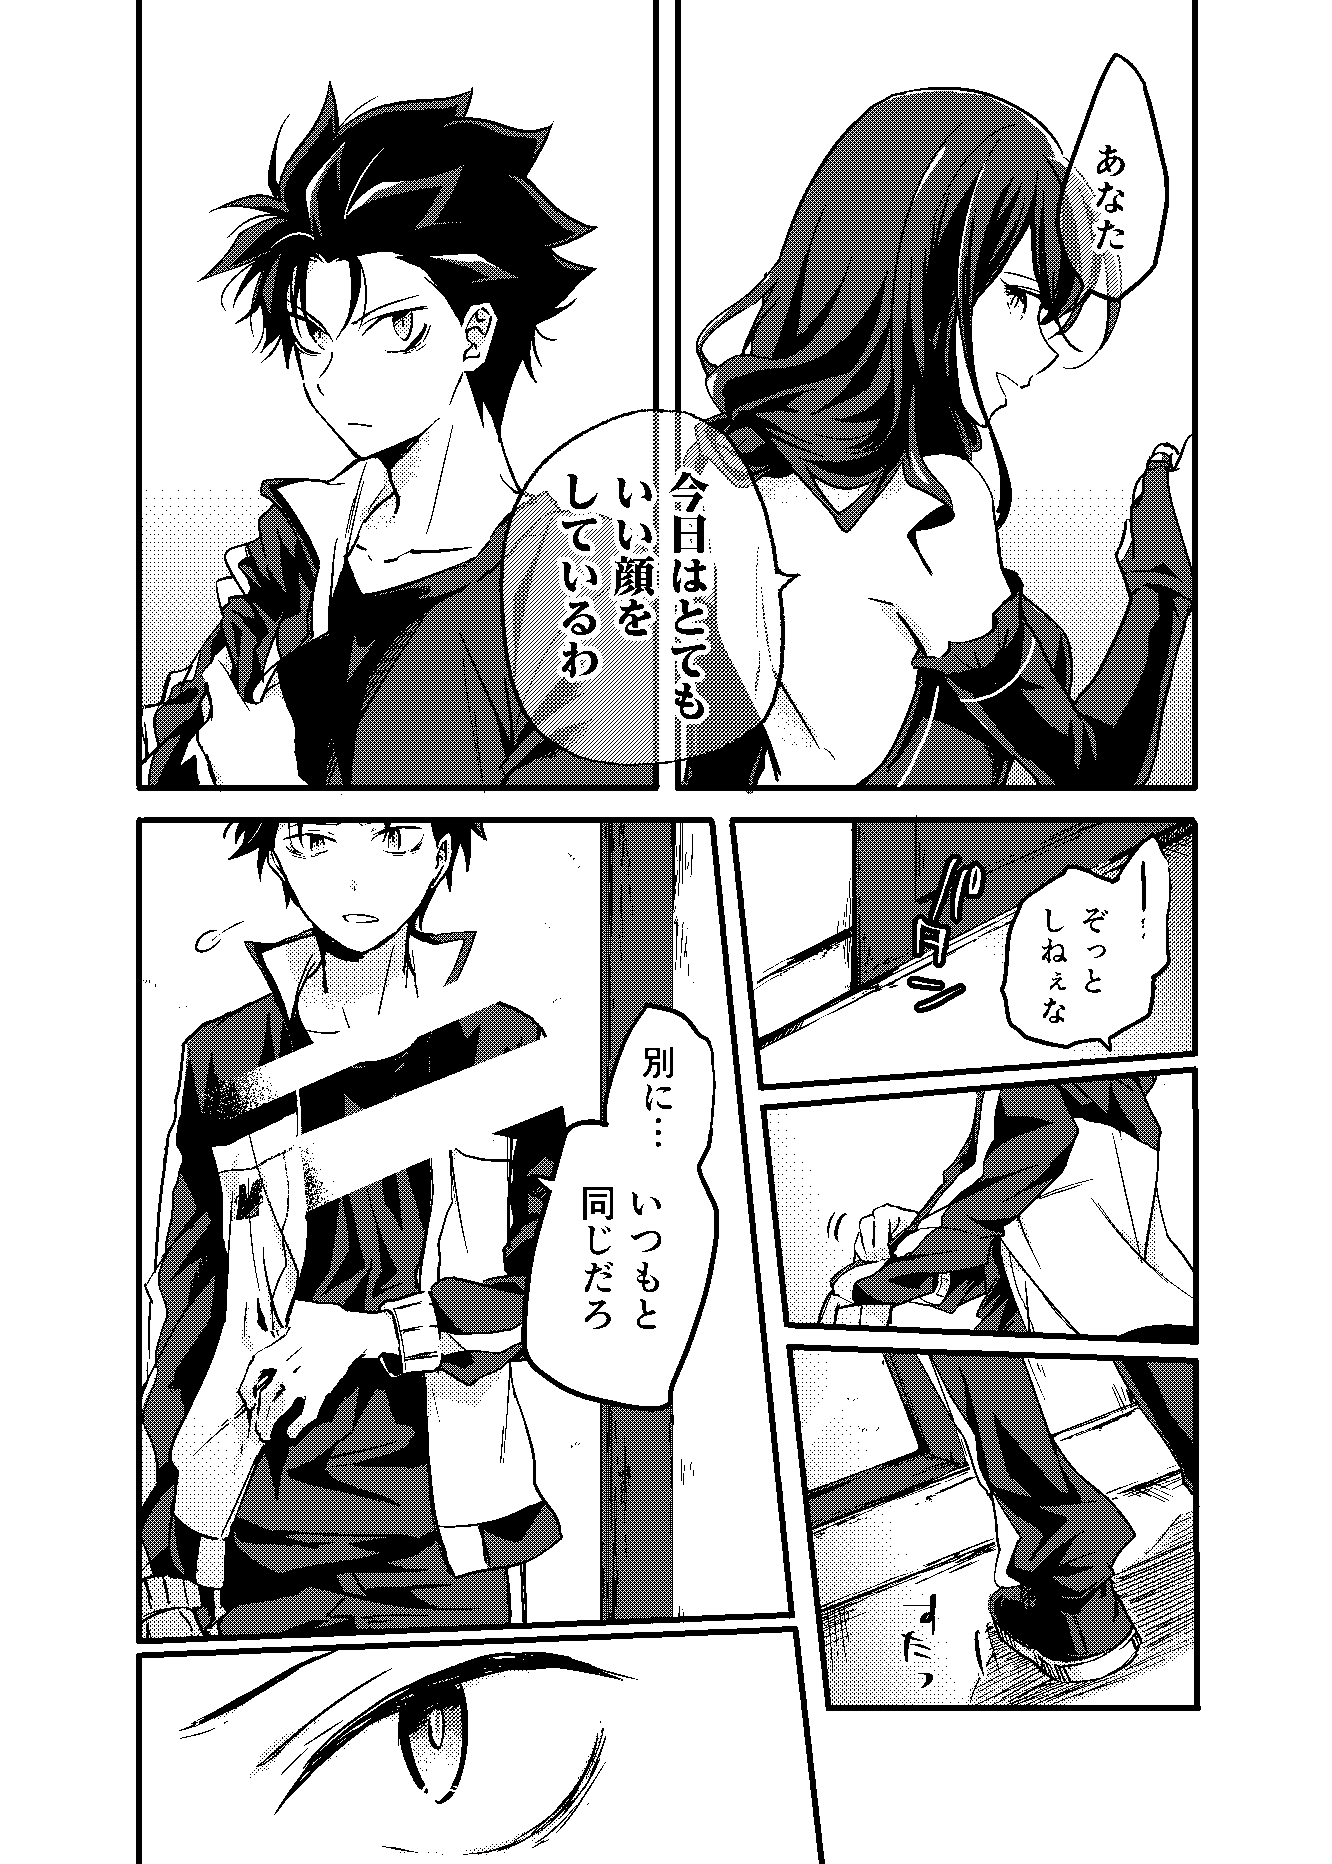 あなた
今日はとても
いい顔を
しているわ
―…
ぞっと
しねぇな
バタン
すたっ
別に…
いつもと
同じだろ